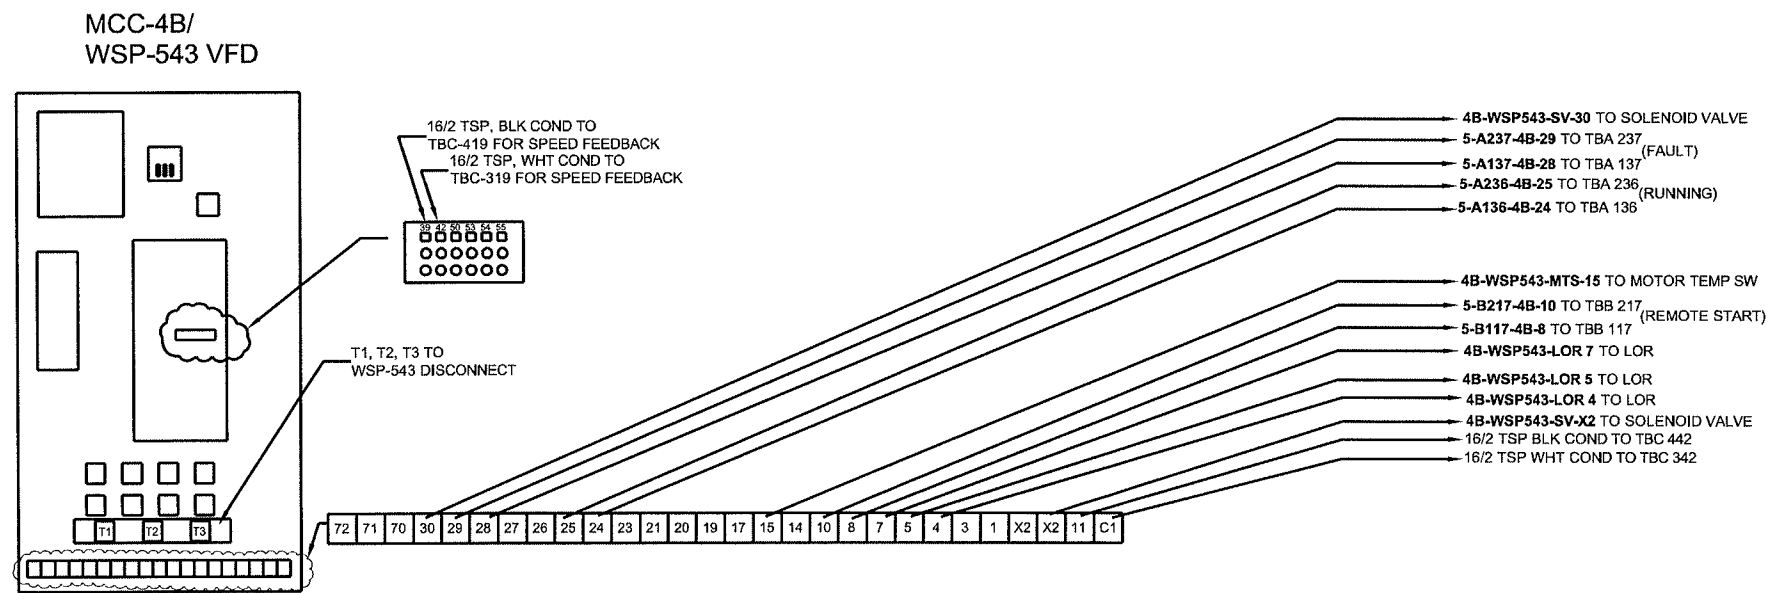 MCC-4B/
WSP-543 VFD
16/2 TSP, BLK COND TO
TBC-419 FOR SPEED FEEDBACK
16/2 TSP, WHT COND TO
TBC-319 FOR SPEED FEEDBACK
39 42 50 53 54 55
T1, T2, T3 TO
WSP-543 DISCONNECT
T1 T2 T3
4B-WSP543-SV-30 TO SOLENOID VALVE
5-A237-4B-29 TO TBA 237
(FAULT)
5-A137-4B-28 TO TBA 137
5-A236-4B-25 TO TBA 236
(RUNNING)
5-A136-4B-24 TO TBA 136
4B-WSP543-MTS-15 TO MOTOR TEMP SW
5-B217-4B-10 TO TBB 217
(REMOTE START)
5-B117-4B-8 TO TBB 117
4B-WSP543-LOR 7 TO LOR
4B-WSP543-LOR 5 TO LOR
4B-WSP543-LOR 4 TO LOR
4B-WSP543-SV-X2 TO SOLENOID VALVE
16/2 TSP BLK COND TO TBC 442
16/2 TSP WHT COND TO TBC 342
72 71 70 30 29 28 27 26 25 24 23 21 20 19 17 15 14 10 8 7 5 4 3 1 X2 X2 11 C1